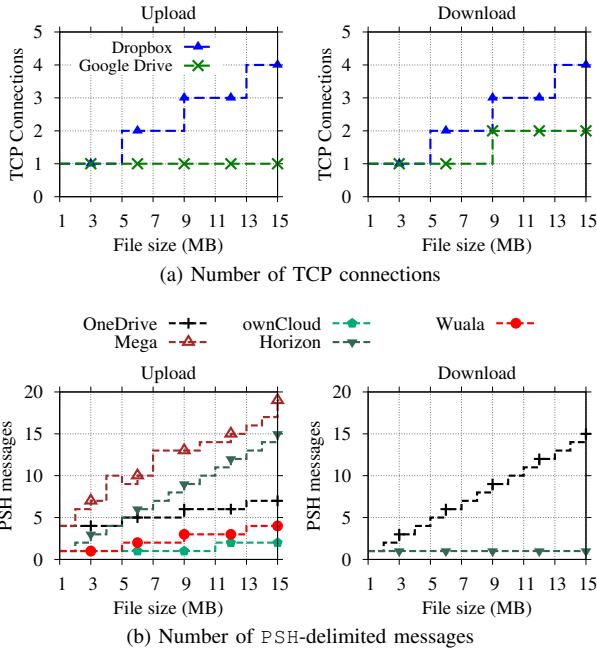 Upload
Download
5
4
3
2
1
0
TCP Connections
Dropbox
Google Drive
1 3 5 7 9 11 13 15
File size (MB)
5
4
3
2
1
0
TCP Connections
1 3 5 7 9 11 13 15
File size (MB)
(a) Number of TCP connections
OneDrive
ownCloud
Wuala
Mega
Horizon
Upload
Download
20
15
10
5
0
PSH messages
1 3 5 7 9 11 13 15
File size (MB)
20
15
10
5
0
PSH messages
1 3 5 7 9 11 13 15
File size (MB)
(b) Number of PSH-delimited messages